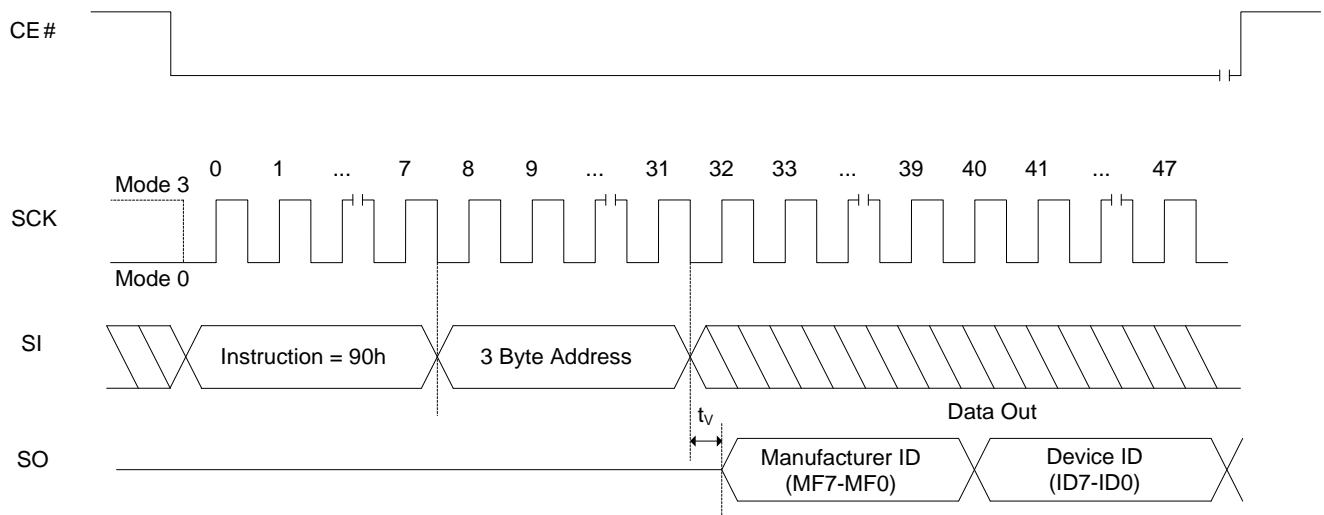 CE #
0 1 ... 7 8 9 ... 31 32 33 ... 39 40 41 ... 47
Mode 3
SCK
Mode 0
SI
Instruction = 90h
3 Byte Address
tV
Data Out
SO
Manufacturer ID
(MF7-MF0)
Device ID
(ID7-ID0)